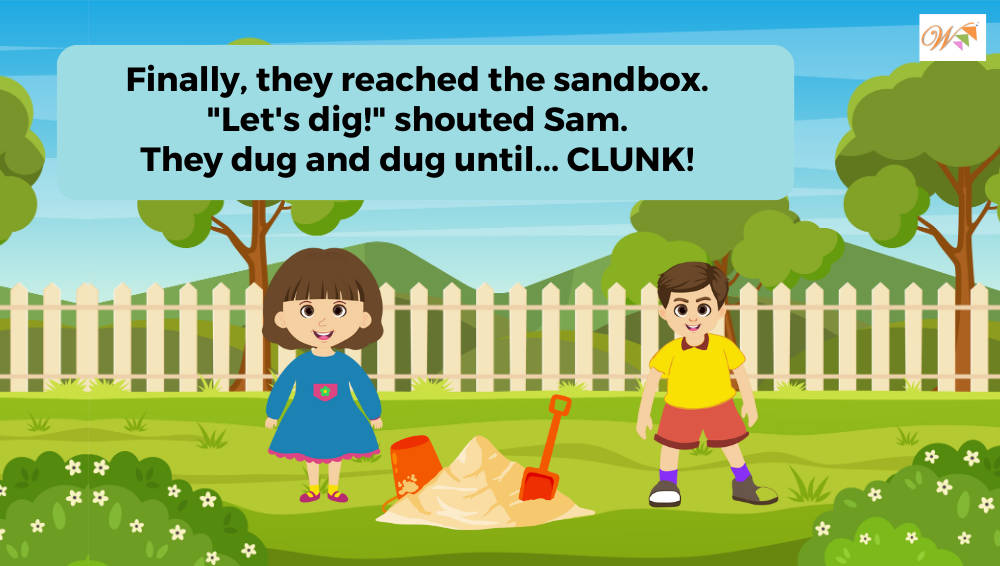 Finally, they reached the sandbox.
"Let's dig!" shouted Sam.
They dug and dug until... CLUNK!
W